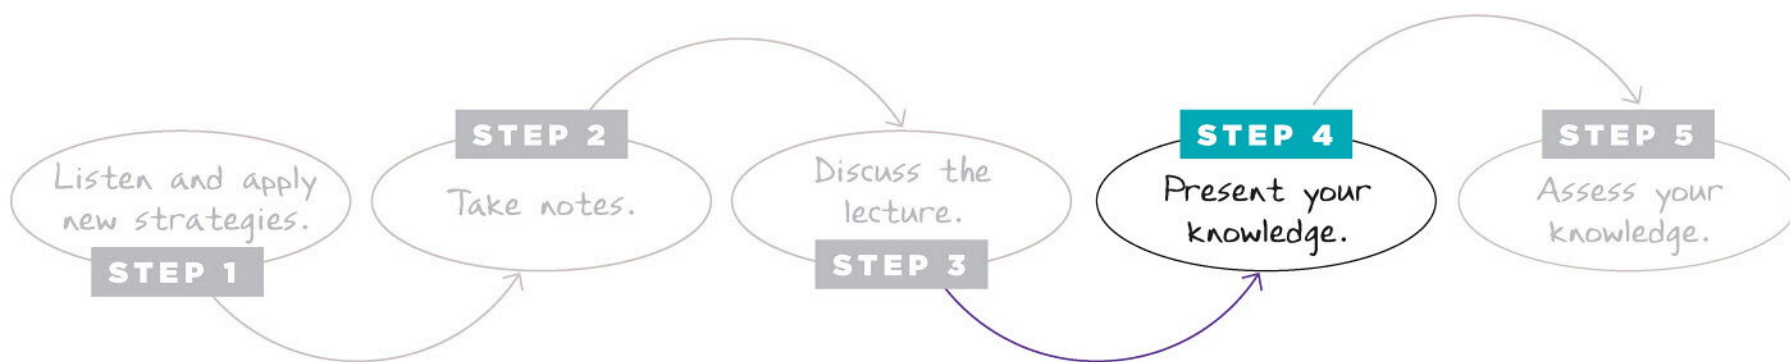 Listen and apply
new strategies.
STEP 1
STEP 2
Take notes.
Discuss the
lecture.
STEP 3
STEP 4
Present your
knowledge.
STEP 5
Assess your
knowledge.